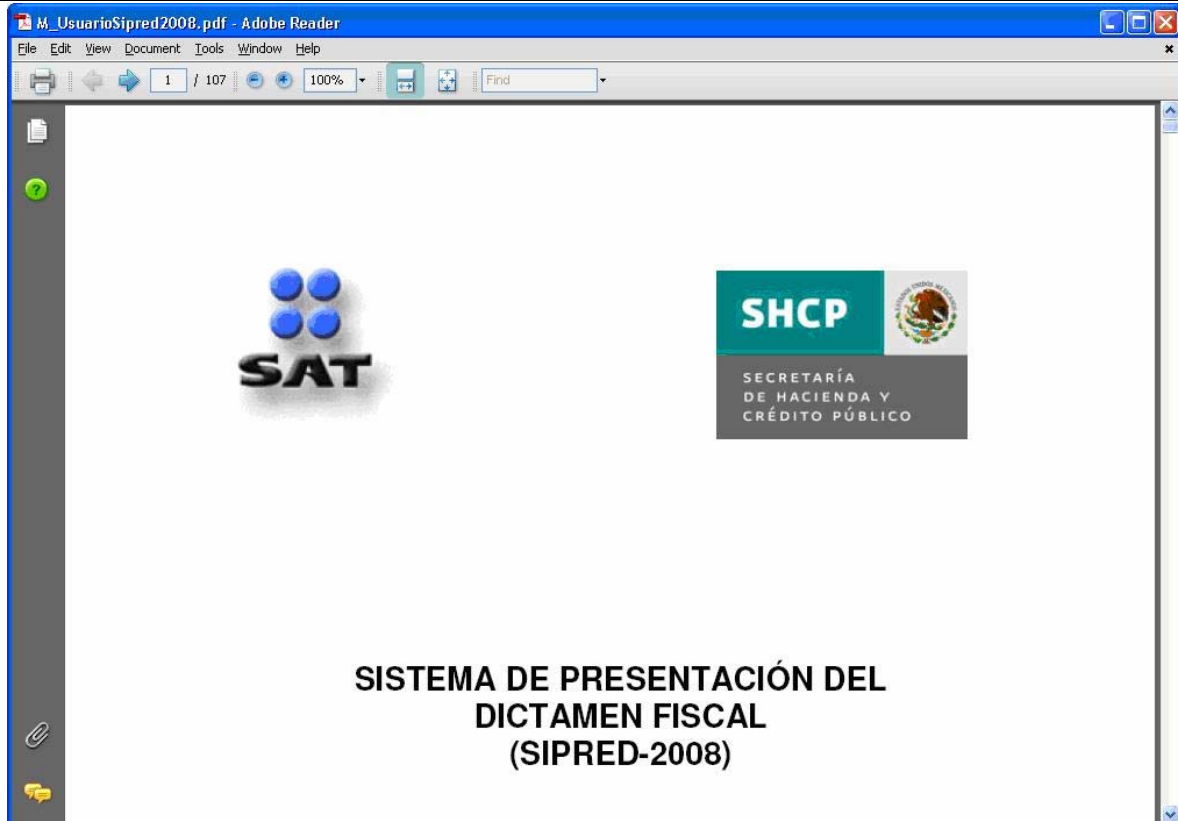 M_UsuarioSipred2008.pdf - Adobe Reader
File Edit View Document Tools Window Help
1 / 107 100% Find
SAT
SHCP
SECRETARÍA
DE HACIENDA Y
CRÉDITO PÚBLICO
SISTEMA DE PRESENTACIÓN DEL
DICTAMEN FISCAL
(SIPRED-2008)